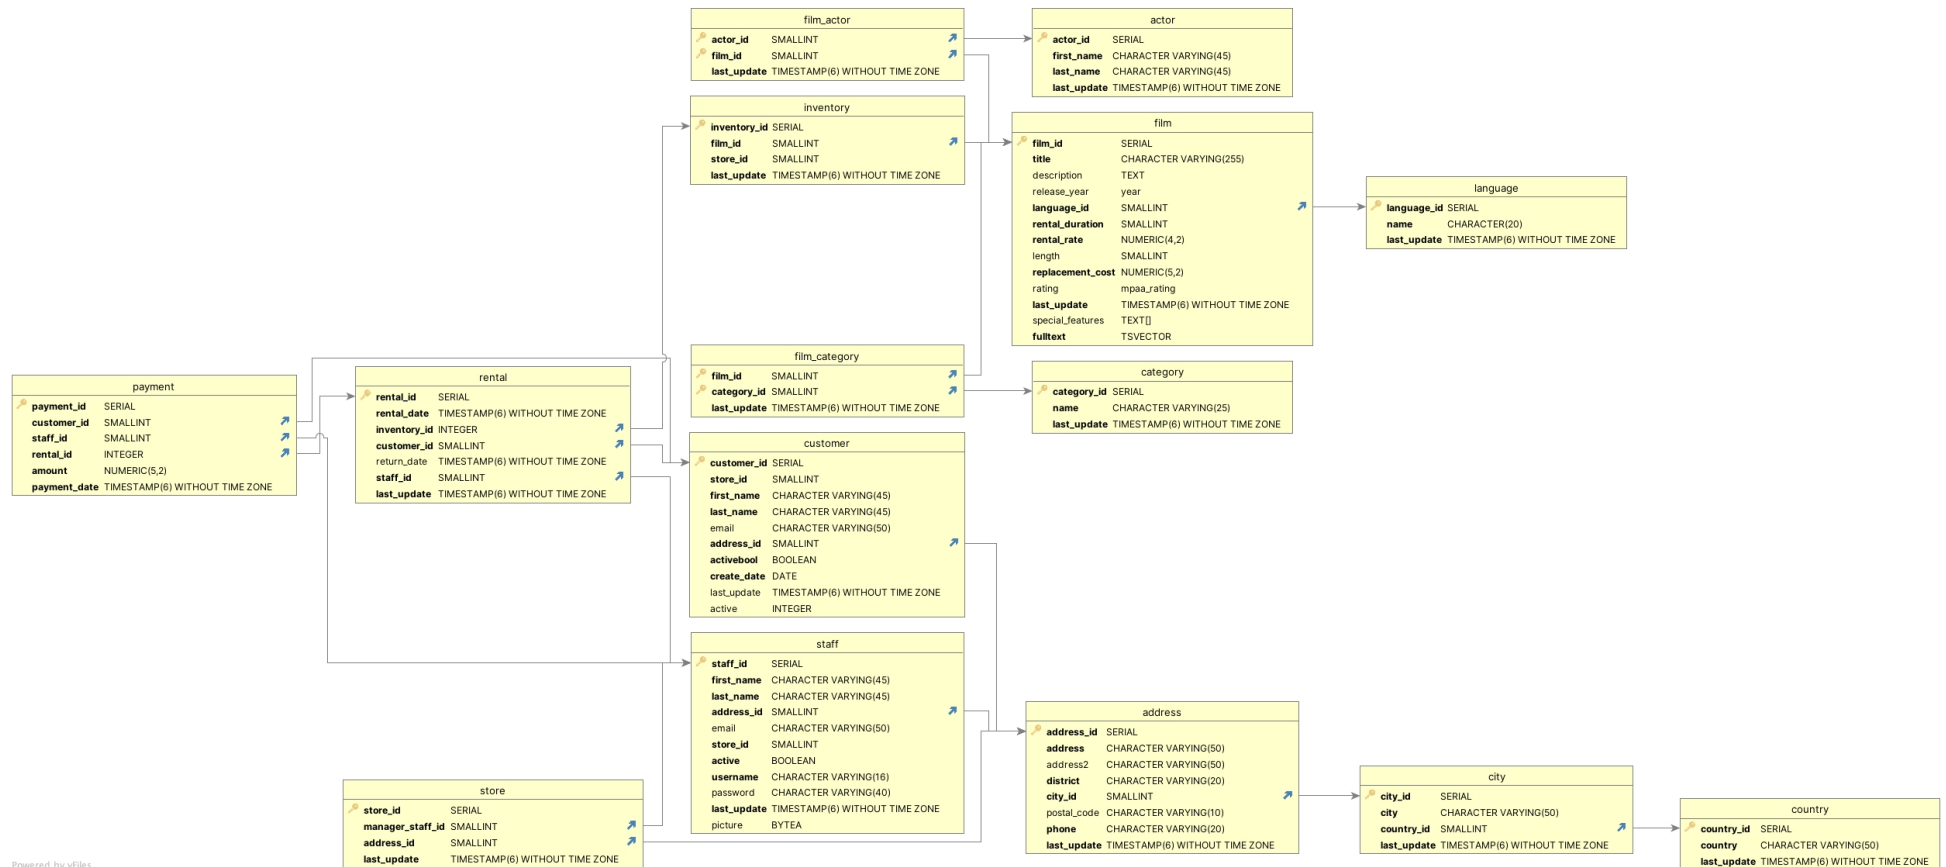 film_actor
actor_id SMALLINT
film_id SMALLINT
last_update TIMESTAMP(6) WITHOUT TIME ZONE
actor
actor_id SERIAL
first_name CHARACTER VARYING(45)
last_name CHARACTER VARYING(45)
last_update TIMESTAMP(6) WITHOUT TIME ZONE
inventory
inventory_id SERIAL
film_id SMALLINT
store_id SMALLINT
last_update TIMESTAMP(6) WITHOUT TIME ZONE
film
film_id SERIAL
title CHARACTER VARYING(255)
description TEXT
release_year year
language_id SMALLINT
rental_duration SMALLINT
rental_rate NUMERIC(4,2)
length SMALLINT
replacement_cost NUMERIC(5,2)
rating mpaa_rating
last_update TIMESTAMP(6) WITHOUT TIME ZONE
special_features TEXT[]
fulltext TSVECTOR
language
language_id SERIAL
name CHARACTER(20)
last_update TIMESTAMP(6) WITHOUT TIME ZONE
payment
payment_id SERIAL
customer_id SMALLINT
staff_id SMALLINT
rental_id INTEGER
amount NUMERIC(5,2)
payment_date TIMESTAMP(6) WITHOUT TIME ZONE
rental
rental_id SERIAL
rental_date TIMESTAMP(6) WITHOUT TIME ZONE
inventory_id INTEGER
customer_id SMALLINT
return_date TIMESTAMP(6) WITHOUT TIME ZONE
staff_id SMALLINT
last_update TIMESTAMP(6) WITHOUT TIME ZONE
film_category
film_id SMALLINT
category_id SMALLINT
last_update TIMESTAMP(6) WITHOUT TIME ZONE
category
category_id SERIAL
name CHARACTER VARYING(25)
last_update TIMESTAMP(6) WITHOUT TIME ZONE
customer
customer_id SERIAL
store_id SMALLINT
first_name CHARACTER VARYING(45)
last_name CHARACTER VARYING(45)
email CHARACTER VARYING(50)
address_id SMALLINT
activebool BOOLEAN
create_date DATE
last_update TIMESTAMP(6) WITHOUT TIME ZONE
active INTEGER
staff
staff_id SERIAL
first_name CHARACTER VARYING(45)
last_name CHARACTER VARYING(45)
address_id SMALLINT
email CHARACTER VARYING(50)
store_id SMALLINT
active BOOLEAN
username CHARACTER VARYING(16)
password CHARACTER VARYING(40)
last_update TIMESTAMP(6) WITHOUT TIME ZONE
picture BYTEA
store
store_id SERIAL
manager_staff_id SMALLINT
address_id SMALLINT
last_update TIMESTAMP(6) WITHOUT TIME ZONE
address
address_id SERIAL
address CHARACTER VARYING(50)
address2 CHARACTER VARYING(50)
district CHARACTER VARYING(20)
city_id SMALLINT
postal_code CHARACTER VARYING(10)
phone CHARACTER VARYING(20)
last_update TIMESTAMP(6) WITHOUT TIME ZONE
city
city_id SERIAL
city CHARACTER VARYING(50)
country_id SMALLINT
last_update TIMESTAMP(6) WITHOUT TIME ZONE
country
country_id SERIAL
country CHARACTER VARYING(50)
last_update TIMESTAMP(6) WITHOUT TIME ZONE
Powered by yFiles